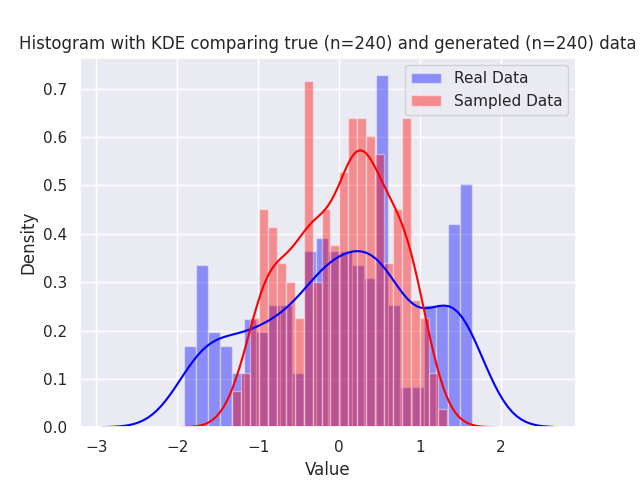 Histogram with KDE comparing true (n=240) and generated (n=240) data
Real Data
Sampled Data
Density
0.7
0.6
0.5
0.4
0.3
0.2
0.1
0.0
−3 −2 −1 0 1 2
Value